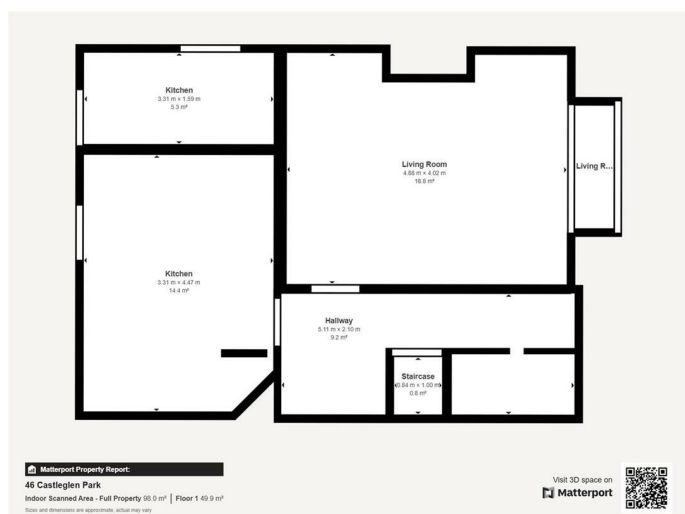 Kitchen
3.31 m × 1.59 m
5.3 m²
Living Room
4.88 m × 4.02 m
18.8 m²
Living R...
Kitchen
3.31 m × 4.47 m
14.4 m²
Hallway
5.11 m × 2.10 m
9.2 m²
Staircase
0.84 m × 1.00 m
0.8 m²
Matterport Property Report:
46 Castleglen Park
Indoor Scanned Area - Full Property 98.0 m² | Floor 1 49.9 m²
Sizes and dimensions are approximate, actual may vary
Visit 3D space on
Matterport